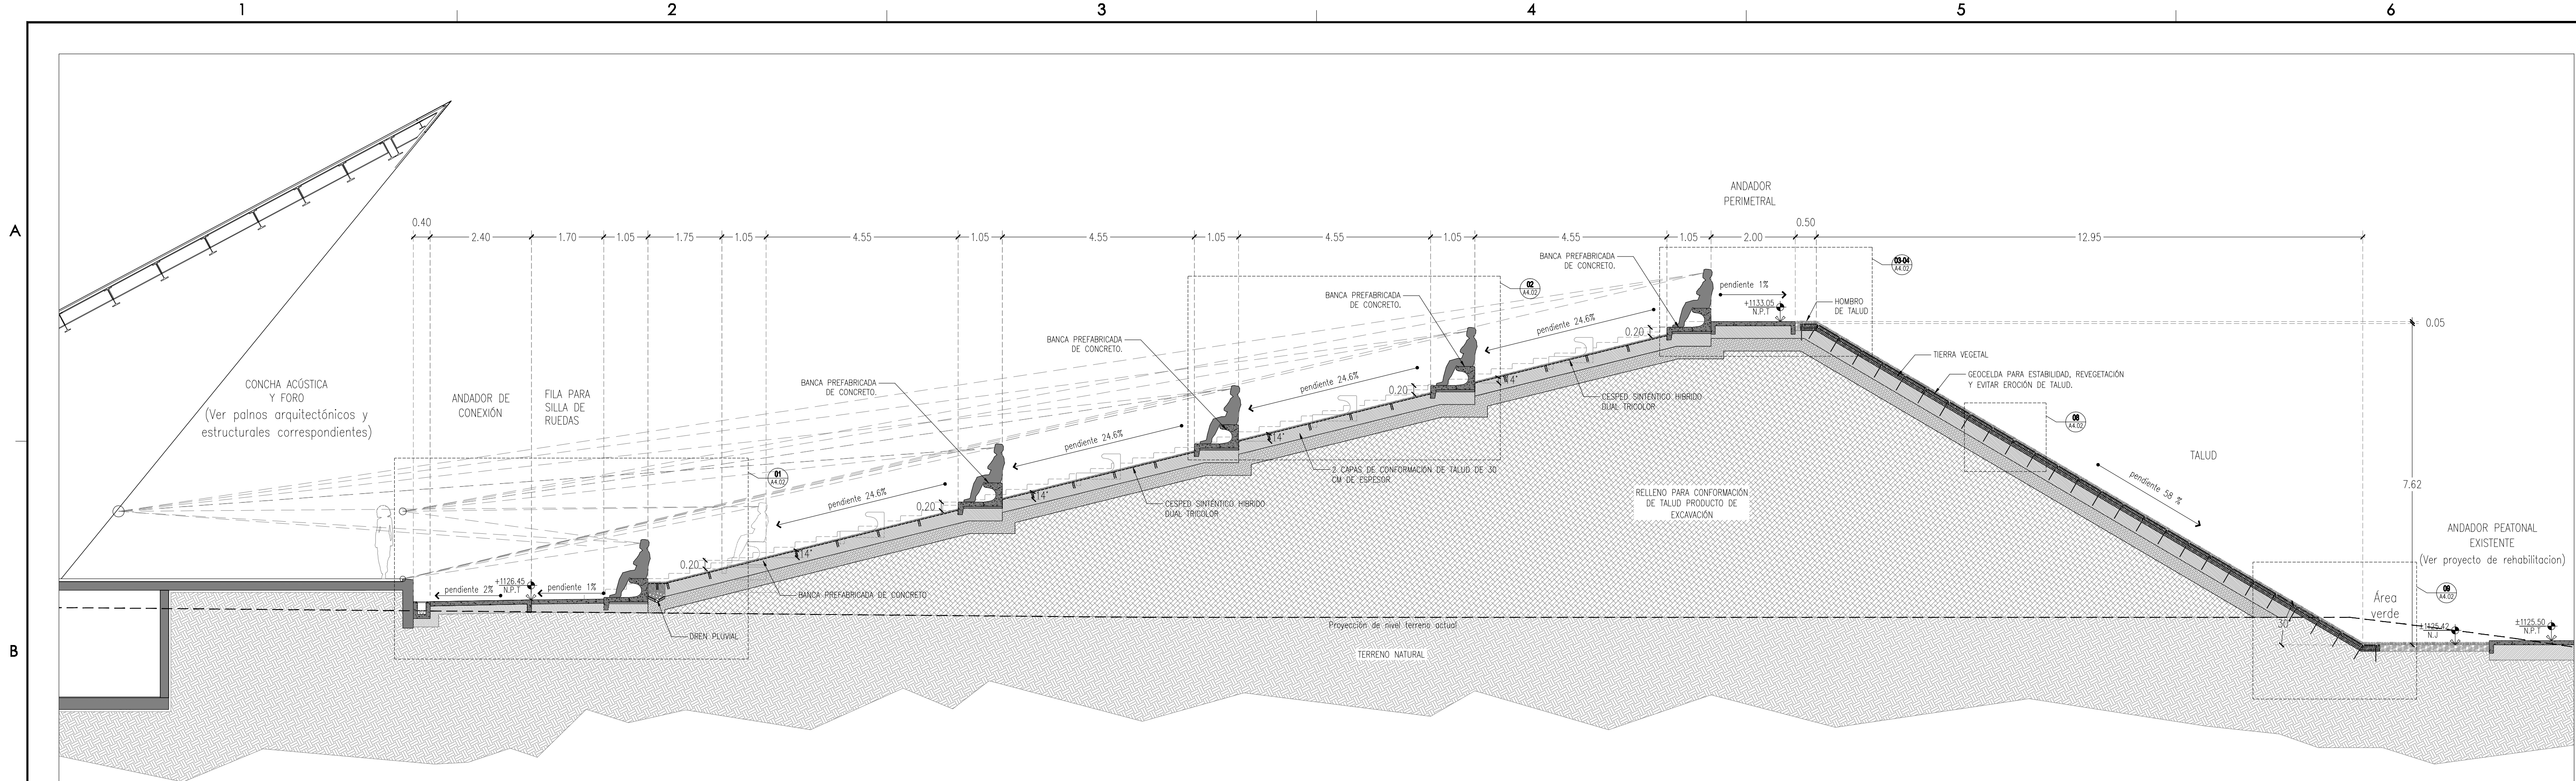 1 2 3 4 5 6
A
B
ANDADOR
PERIMETRAL
0.40
2.40
1.70
1.05
1.75
1.05
4.55
1.05
4.55
1.05
4.55
1.05
4.55
1.05
2.00
0.50
12.95
BANCA PREFABRICADA
DE CONCRETO.
03-04
A4.02
02
A4.02
pendiente 1%
+1133.05
N.P.T
HOMBRO
DE TALUD
BANCA PREFABRICADA
DE CONCRETO.
pendiente 24.6%
0.20
0.05
BANCA PREFABRICADA
DE CONCRETO.
TIERRA VEGETAL
GEOCELDA PARA ESTABILIDAD, REVEGETACIÓN
Y EVITAR EROCIÓN DE TALUD.
CONCHA ACÚSTICA
Y FORO
(Ver palnos arquitectónicos y
estructurales correspondientes)
ANDADOR DE
CONEXIÓN
FILA PARA
SILLA DE
RUEDAS
BANCA PREFABRICADA
DE CONCRETO.
pendiente 24.6%
0.20
14°
CESPED SINTÉNTICO HIBRIDO
DUAL TRICOLOR
08
A4.02
pendiente 24.6%
0.20
14°
2 CAPAS DE CONFORMACIÓN DE TALUD DE 30
CM DE ESPESOR
TALUD
01
A4.02
pendiente 24.6%
0.20
14°
CESPED SINTÉNTICO HIBRIDO
DUAL TRICOLOR
RELLENO PARA CONFORMACIÓN
DE TALUD PRODUCTO DE
EXCAVACIÓN
pendiente 58 %
7.62
ANDADOR PEATONAL
EXISTENTE
(Ver proyecto de rehabilitacion)
0.20
14°
pendiente 2%
+1126.45
N.P.T
pendiente 1%
BANCA PREFABRICADA DE CONCRETO
09
A4.02
Área
verde
DREN PLUVIAL
Proyección de nivel terreno actual
30°
+1125.42
N.J
+1125.50
N.P.T
TERRENO NATURAL